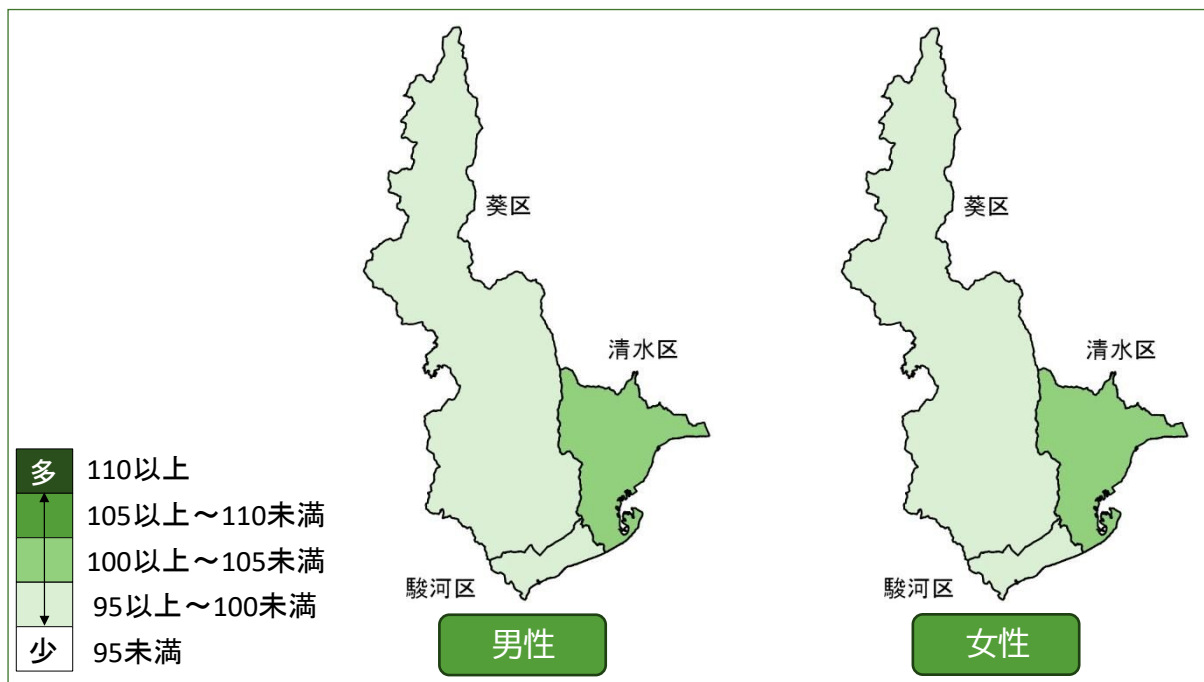 葵区
清水区
駿河区
男性
葵区
清水区
駿河区
女性
多 110以上
105以上~110未満
100以上~105未満
95以上~100未満
少 95未満